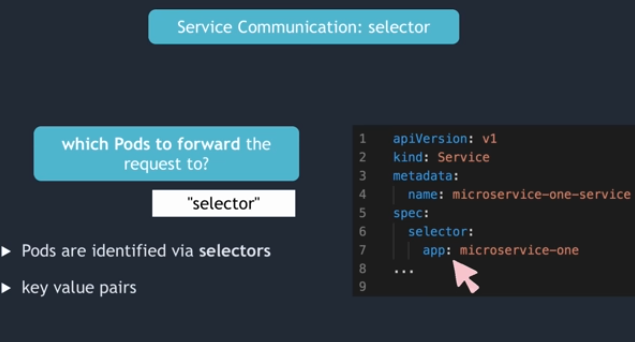 Service Communication: selector
which Pods to forward the
request to?
"selector"
▶ Pods are identified via selectors
▶ key value pairs
1 apiVersion: v1
2 kind: Service
3 metadata:
4 name: microservice-one-service
5 spec:
6 selector:
7 app: microservice-one
8 ...
9